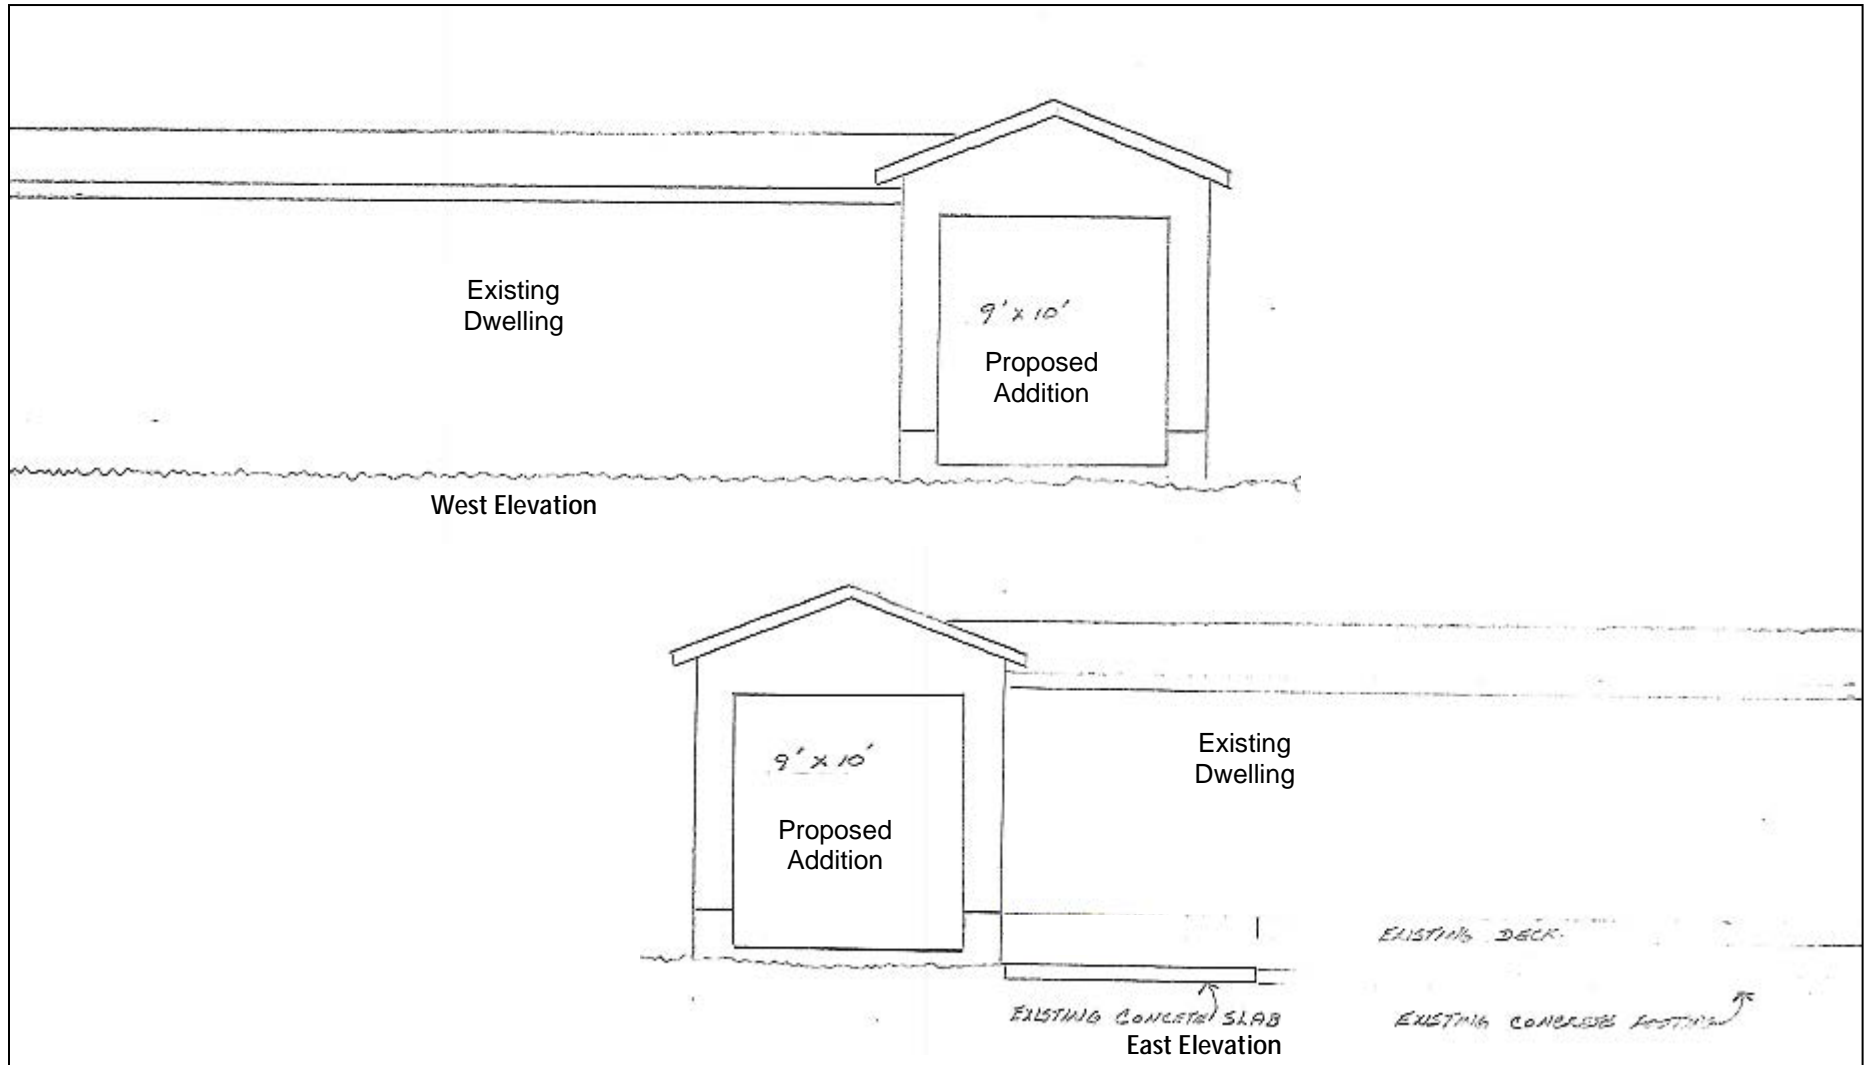 Existing
Dwelling
9' x 10'
Proposed
Addition
West Elevation
9' x 10'
Proposed
Addition
Existing
Dwelling
EXISTING DECK
EXISTING CONCRETE SLAB
EXISTING CONCRETE
East Elevation